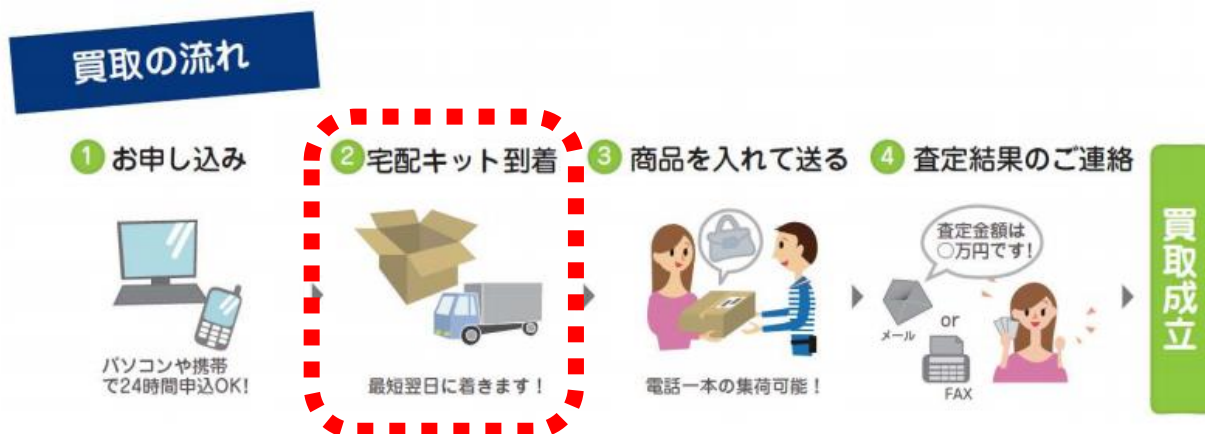 買取の流れ
1 お申し込み
パソコンや携帯
で24時間申込OK!
2 宅配キット到着
最短翌日に着きます！
3 商品を入れて送る
電話一本の集荷可能！
4 査定結果のご連絡
査定金額は
○万円です!
メール
or
FAX
買取成立